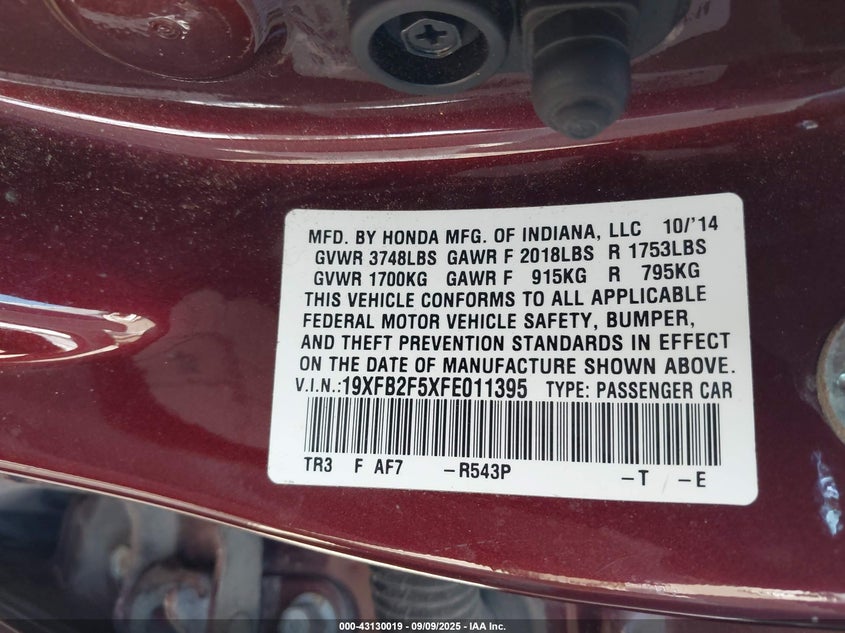 MFD. BY HONDA MFG. OF INDIANA, LLC 10/'14
GVWR 3748LBS GAWR F 2018LBS R 1753LBS
GVWR 1700KG GAWR F 915KG R 795KG
THIS VEHICLE CONFORMS TO ALL APPLICABLE
FEDERAL MOTOR VEHICLE SAFETY, BUMPER,
AND THEFT PREVENTION STANDARDS IN EFFECT
ON THE DATE OF MANUFACTURE SHOWN ABOVE.
V.I.N.:19XFB2F5XFE011395 TYPE: PASSENGER CAR
TR3 F AF7 –R543P –T –E
000-43130019 - 09/09/2025 - IAA Inc.